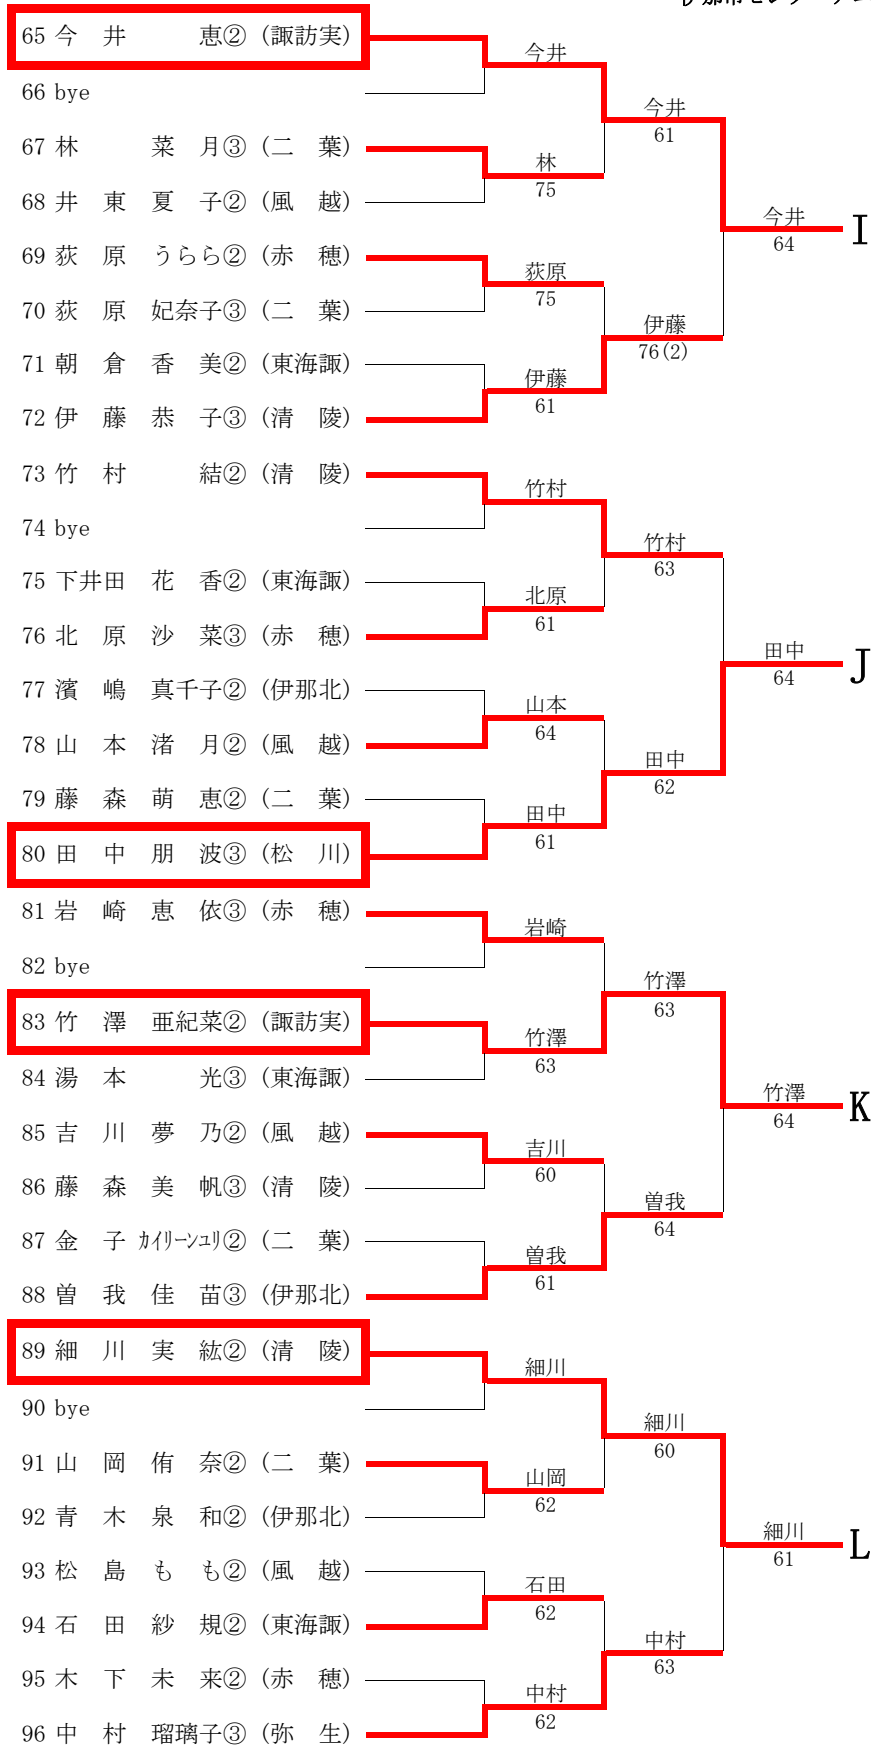 65 今　井　　　恵② (諏訪実)
今井
66 bye
今井
61
67 林　　　菜　月③ (二　葉)
林
75
68 井　東　夏　子② (風　越)
今井
64
I
69 荻　原　うらら② (赤　穂)
荻原
75
70 荻　原　妃奈子③ (二　葉)
伊藤
76(2)
71 朝　倉　香　美② (東海諏)
伊藤
61
72 伊　藤　恭　子③ (清　陵)
73 竹　村　　　結② (清　陵)
竹村
74 bye
竹村
63
75 下井田　花　香② (東海諏)
北原
61
76 北　原　沙　菜③ (赤　穂)
田中
64
J
77 濱　嶋　真千子② (伊那北)
山本
64
78 山　本　渚　月② (風　越)
田中
62
79 藤　森　萌　恵② (二　葉)
田中
61
80 田　中　朋　波③ (松　川)
81 岩　崎　恵　依③ (赤　穂)
岩崎
82 bye
竹澤
63
83 竹　澤　亜紀菜② (諏訪実)
竹澤
63
84 湯　本　　　光③ (東海諏)
竹澤
64
K
85 吉　川　夢　乃② (風　越)
吉川
60
86 藤　森　美　帆③ (清　陵)
曽我
64
87 金　子 ｶｲﾘｰﾝﾕﾘ② (二　葉)
曽我
61
88 曽　我　佳　苗③ (伊那北)
89 細　川　実　紘② (清　陵)
細川
90 bye
細川
60
91 山　岡　侑　奈② (二　葉)
山岡
62
92 青　木　泉　和② (伊那北)
細川
61
L
93 松　島　も　も② (風　越)
石田
62
94 石　田　紗　規② (東海諏)
中村
63
95 木　下　未　来② (赤　穂)
中村
62
96 中　村　瑠璃子③ (弥　生)